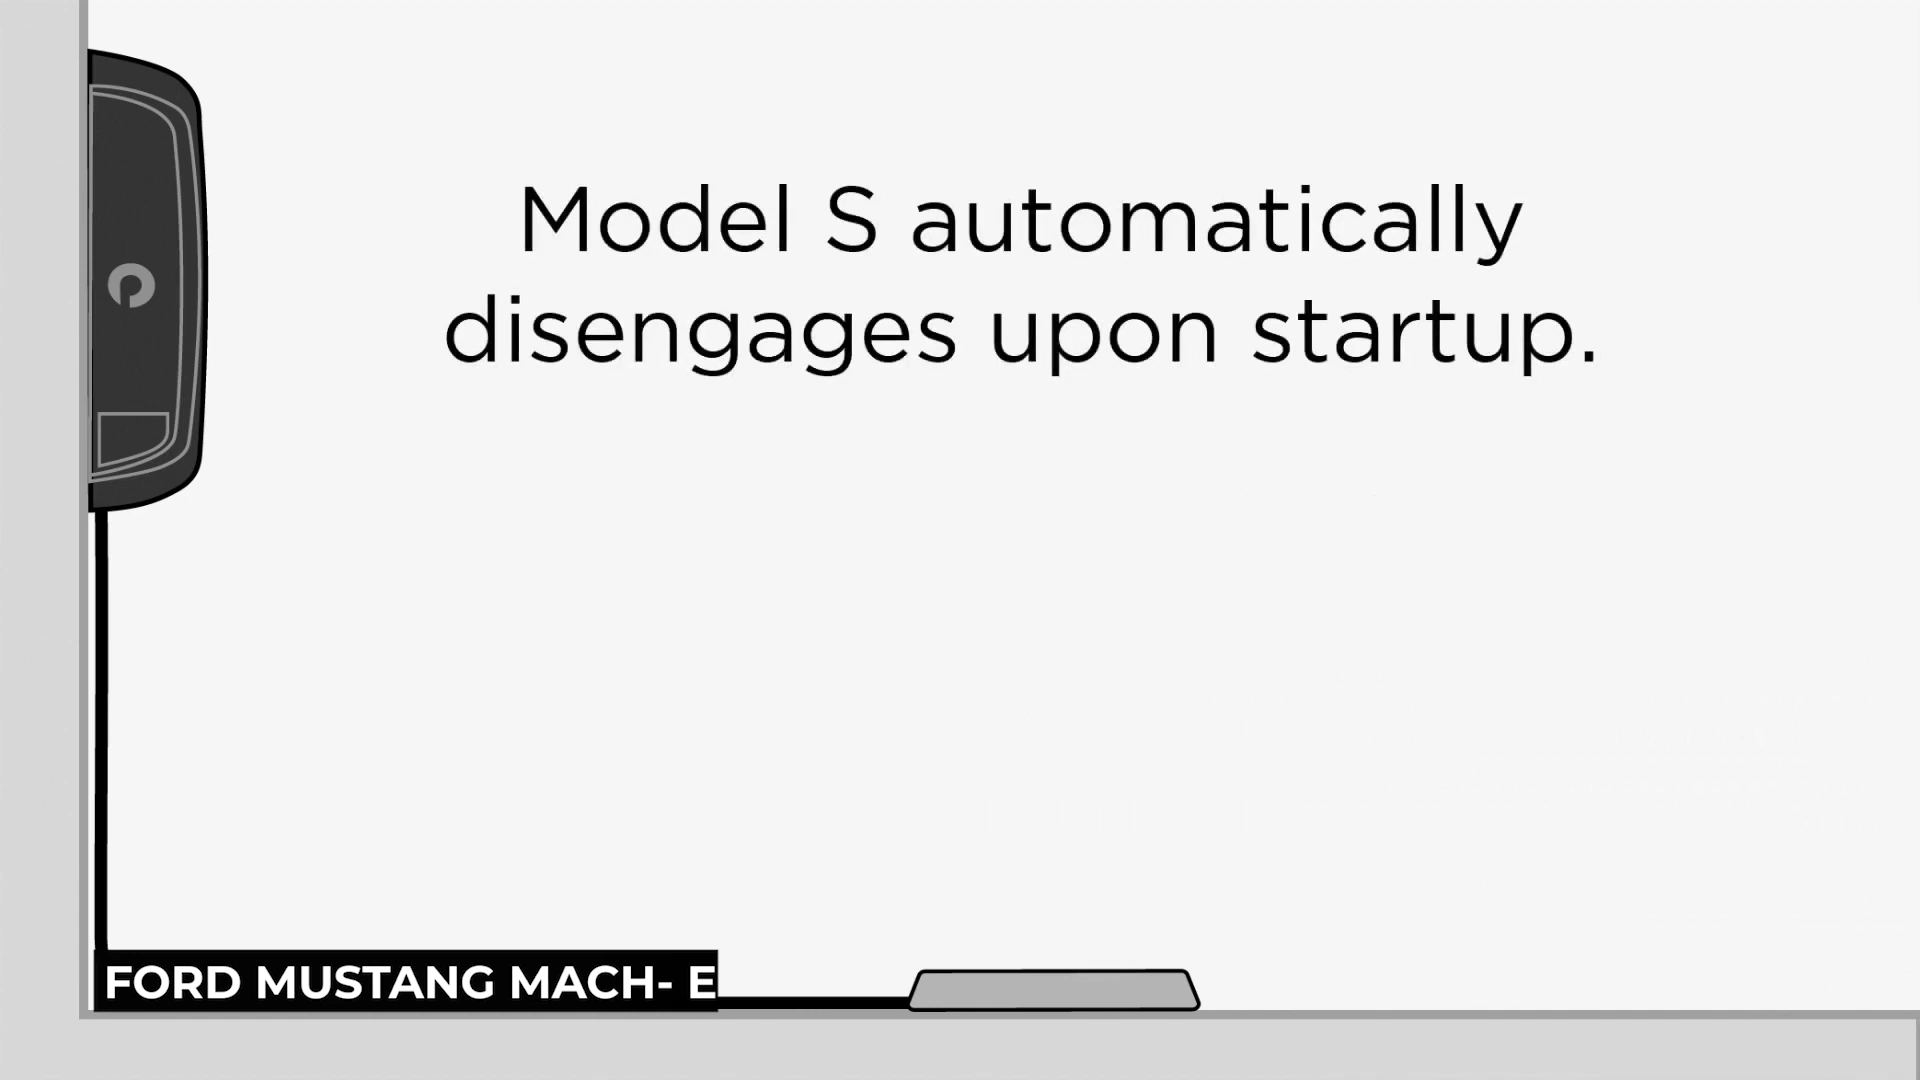 Model S automatically
disengages upon startup.
FORD MUSTANG MACH- E